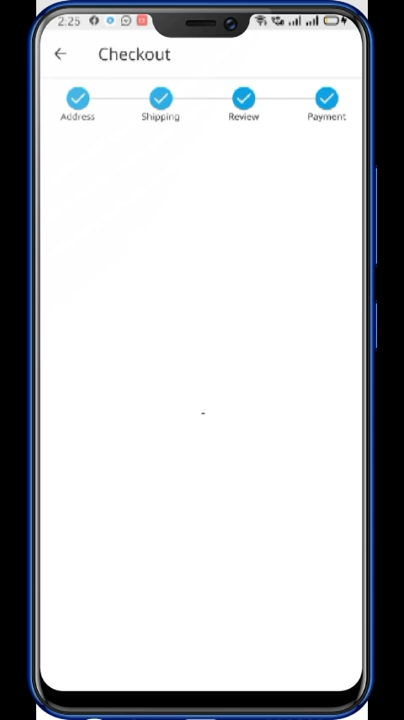 2:25
Checkout
Address
Shipping
Review
Payment
-